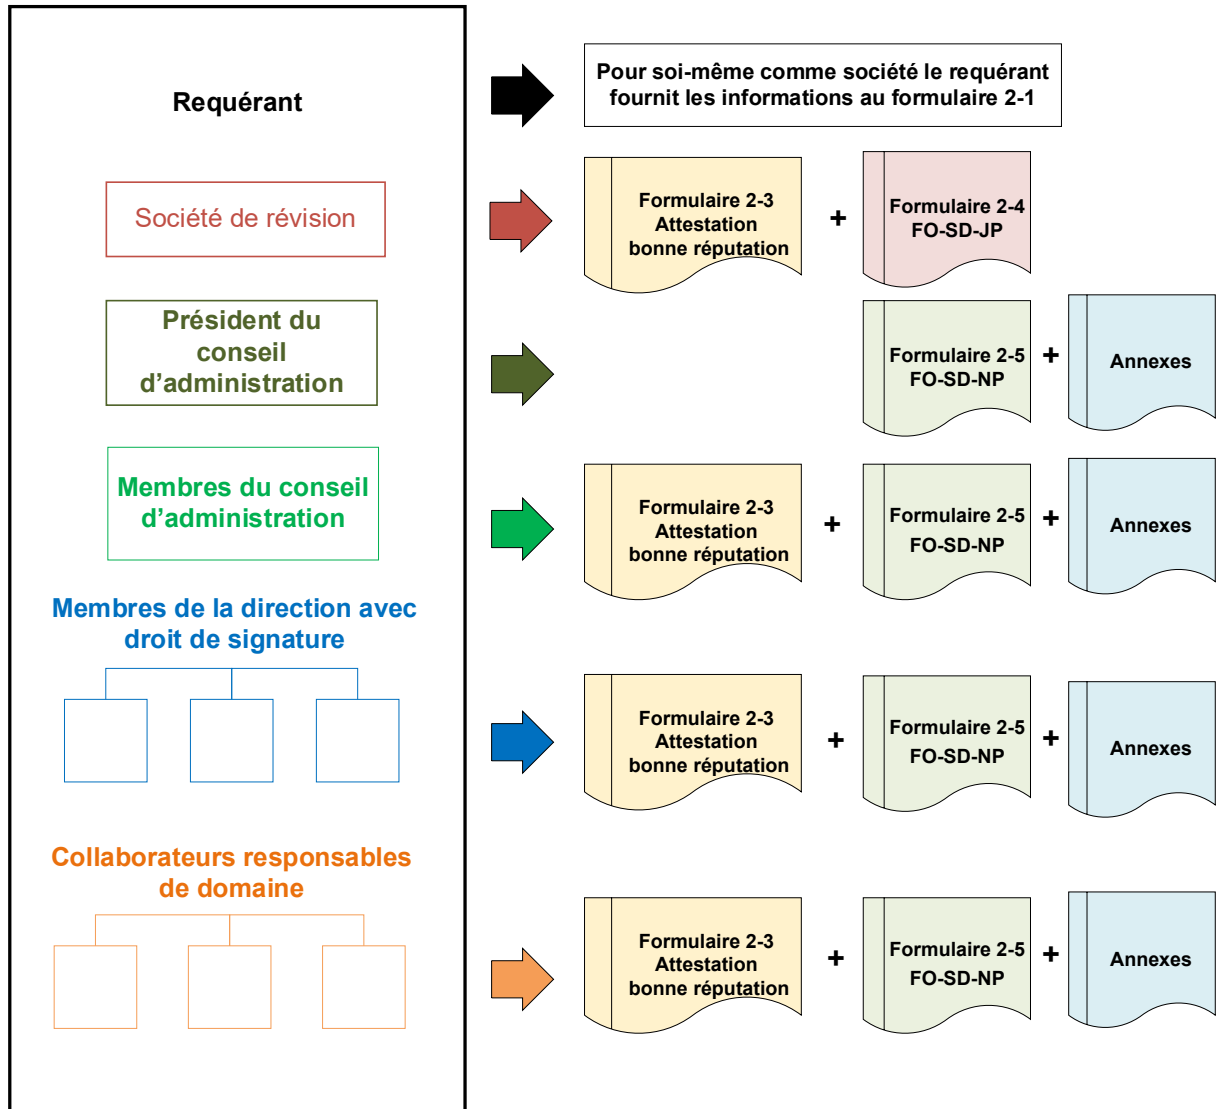 Requérant
Pour soi-même comme société le requérant
fournit les informations au formulaire 2-1
Société de révision
Formulaire 2-3
Attestation
bonne réputation
+
Formulaire 2-4
FO-SD-JP
Président du
conseil
d’administration
Formulaire 2-5
FO-SD-NP
+
Annexes
Membres du conseil
d’administration
Formulaire 2-3
Attestation
bonne réputation
+
Formulaire 2-5
FO-SD-NP
+
Annexes
Membres de la direction avec
droit de signature
Formulaire 2-3
Attestation
bonne réputation
+
Formulaire 2-5
FO-SD-NP
+
Annexes
Collaborateurs responsables
de domaine
Formulaire 2-3
Attestation
bonne réputation
+
Formulaire 2-5
FO-SD-NP
+
Annexes